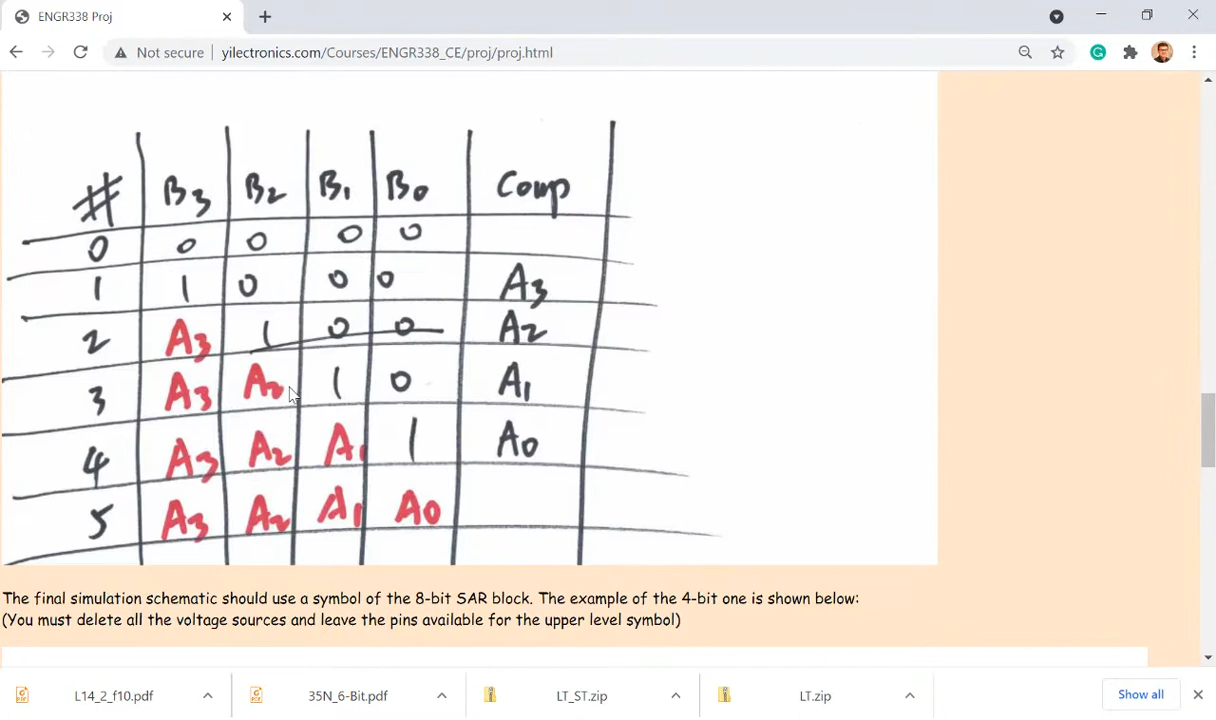 ENGR338 Proj
Not secure yilectronics.com/Courses/ENGR338_CE/proj/proj.html
# B3 B2 B1 B0 Comp
0 0 0 0 0
1 1 0 0 0 A3
2 A3 1 0 0 A2
3 A3 A2 1 0 A1
4 A3 A2 A1 1 A0
5 A3 A2 A1 A0
The final simulation schematic should use a symbol of the 8-bit SAR block. The example of the 4-bit one is shown below:
(You must delete all the voltage sources and leave the pins available for the upper level symbol)
L14_2_f10.pdf 35N_6-Bit.pdf LT_ST.zip LT.zip Show all